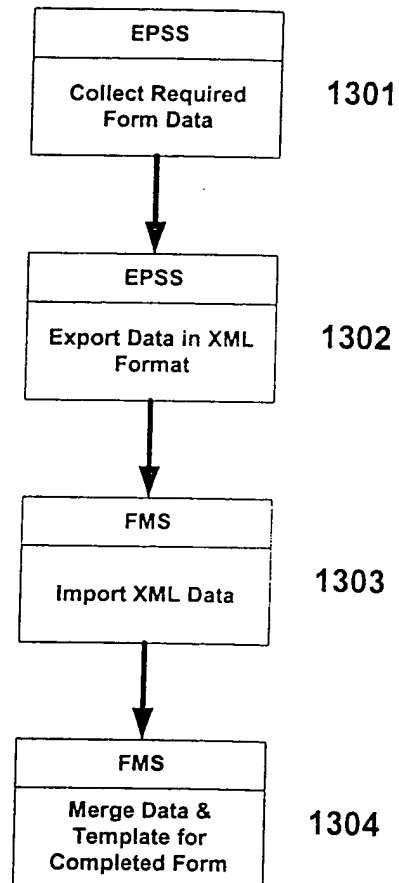 EPSS
Collect Required
Form Data
1301
EPSS
Export Data in XML
Format
1302
FMS
Import XML Data
1303
FMS
Merge Data &
Template for
Completed Form
1304